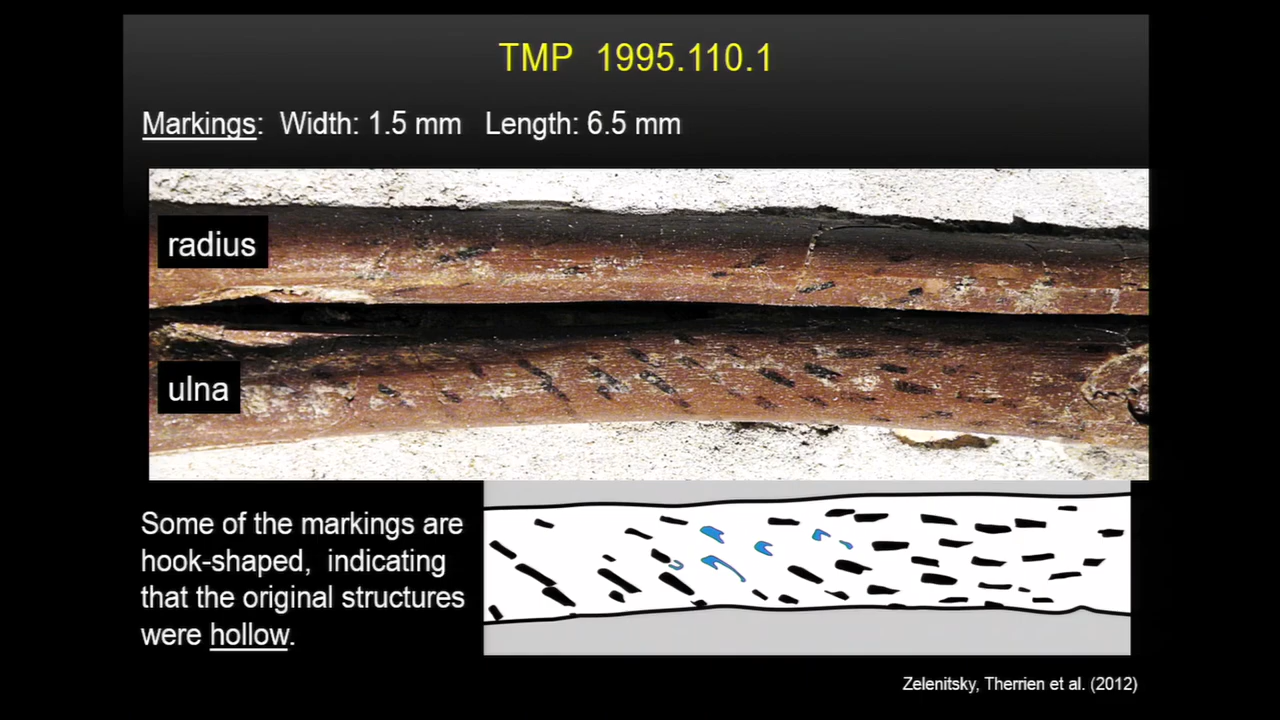 TMP 1995.110.1
Markings: Width: 1.5 mm Length: 6.5 mm
radius
ulna
Some of the markings are
hook-shaped, indicating
that the original structures
were hollow.
Zelenitsky, Therrien et al. (2012)